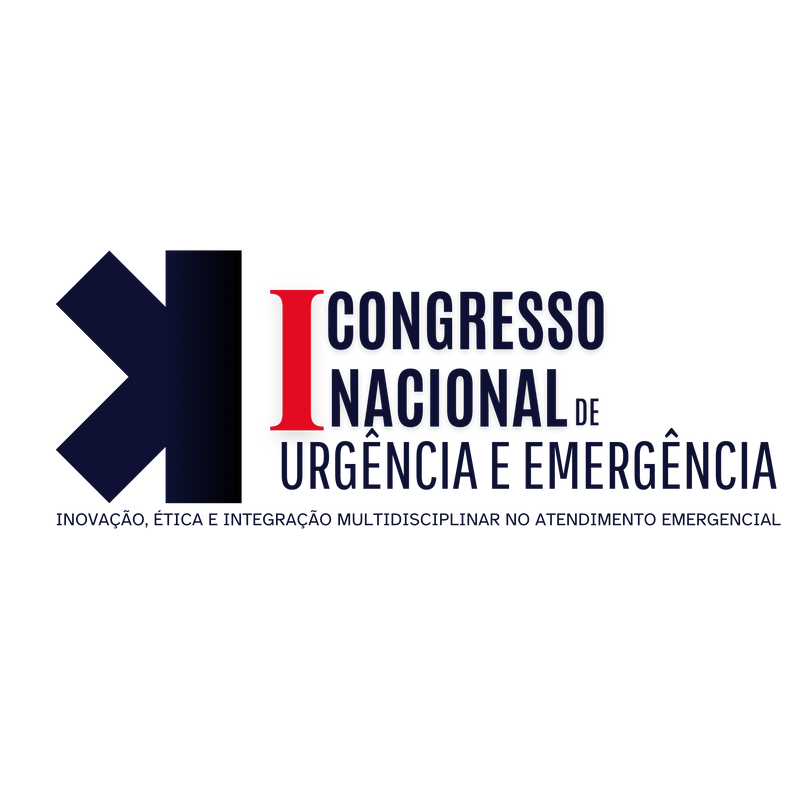 I CONGRESSO
NACIONAL DE
URGÊNCIA E EMERGÊNCIA
INOVAÇÃO, ÉTICA E INTEGRAÇÃO MULTIDISCIPLINAR NO ATENDIMENTO EMERGENCIAL